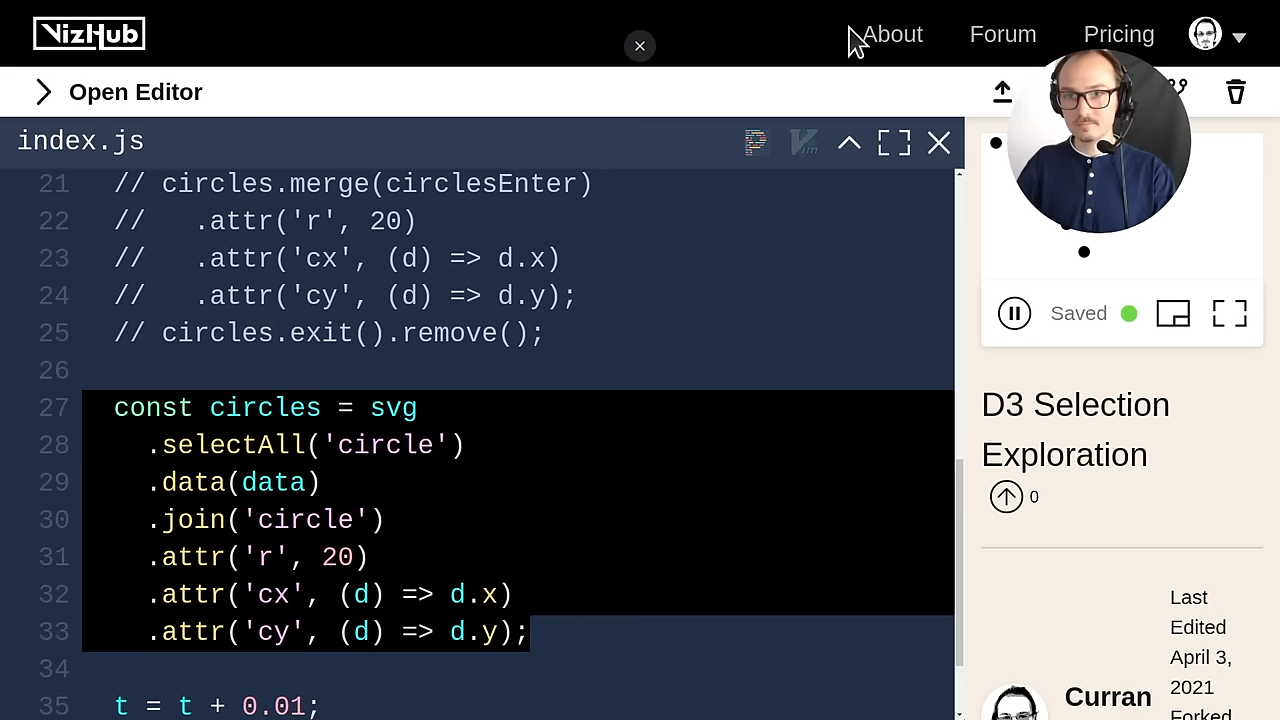 VizHub
About
Forum
Pricing
Open Editor
index.js
21 // circles.merge(circlesEnter)
22 //   .attr('r', 20)
23 //   .attr('cx', (d) => d.x)
24 //   .attr('cy', (d) => d.y);
25 // circles.exit().remove();
26
27 const circles = svg
28   .selectAll('circle')
29   .data(data)
30   .join('circle')
31   .attr('r', 20)
32   .attr('cx', (d) => d.x)
33   .attr('cy', (d) => d.y);
34
35 t = t + 0.01;
Saved
D3 Selection
Exploration
0
Last
Edited
April 3,
2021
Forked
Curran